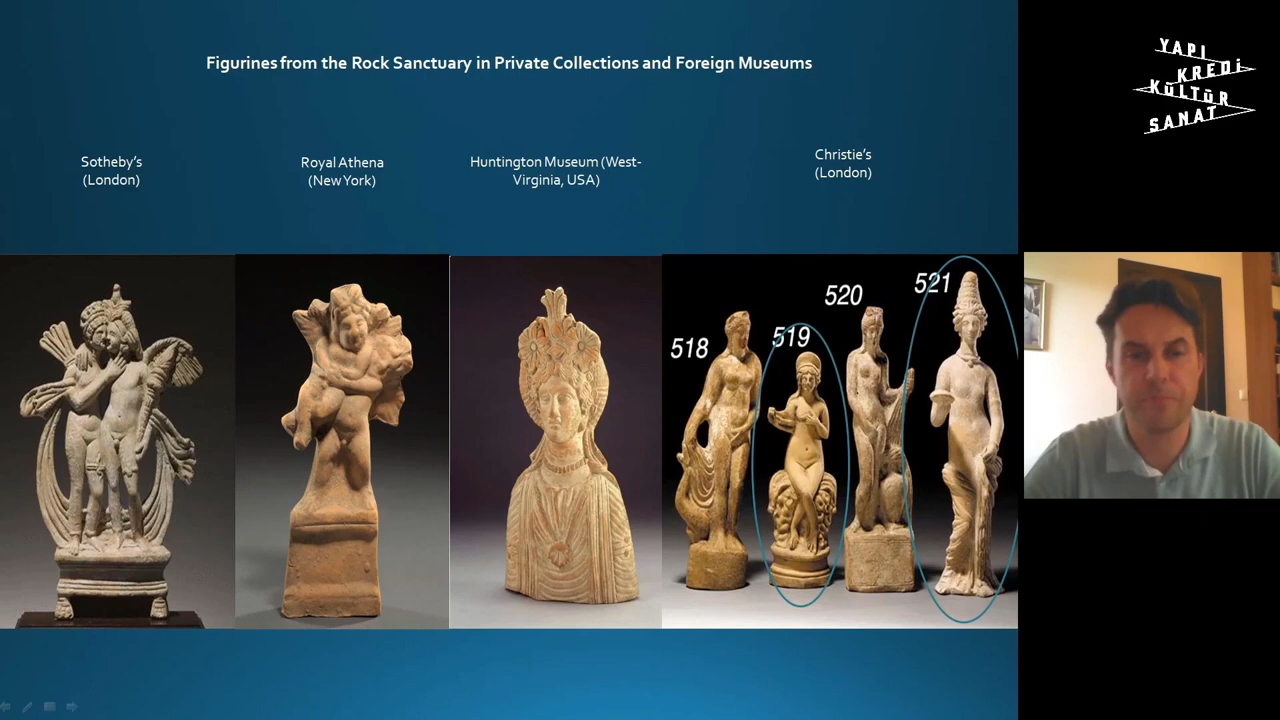 Figurines from the Rock Sanctuary in Private Collections and Foreign Museums
Sotheby's
(London)
Royal Athena
(New York)
Huntington Museum (West-
Virginia, USA)
Christie's
(London)
518
519
520
521
YAPI
KREDi
KÜLTÜR
SANAT